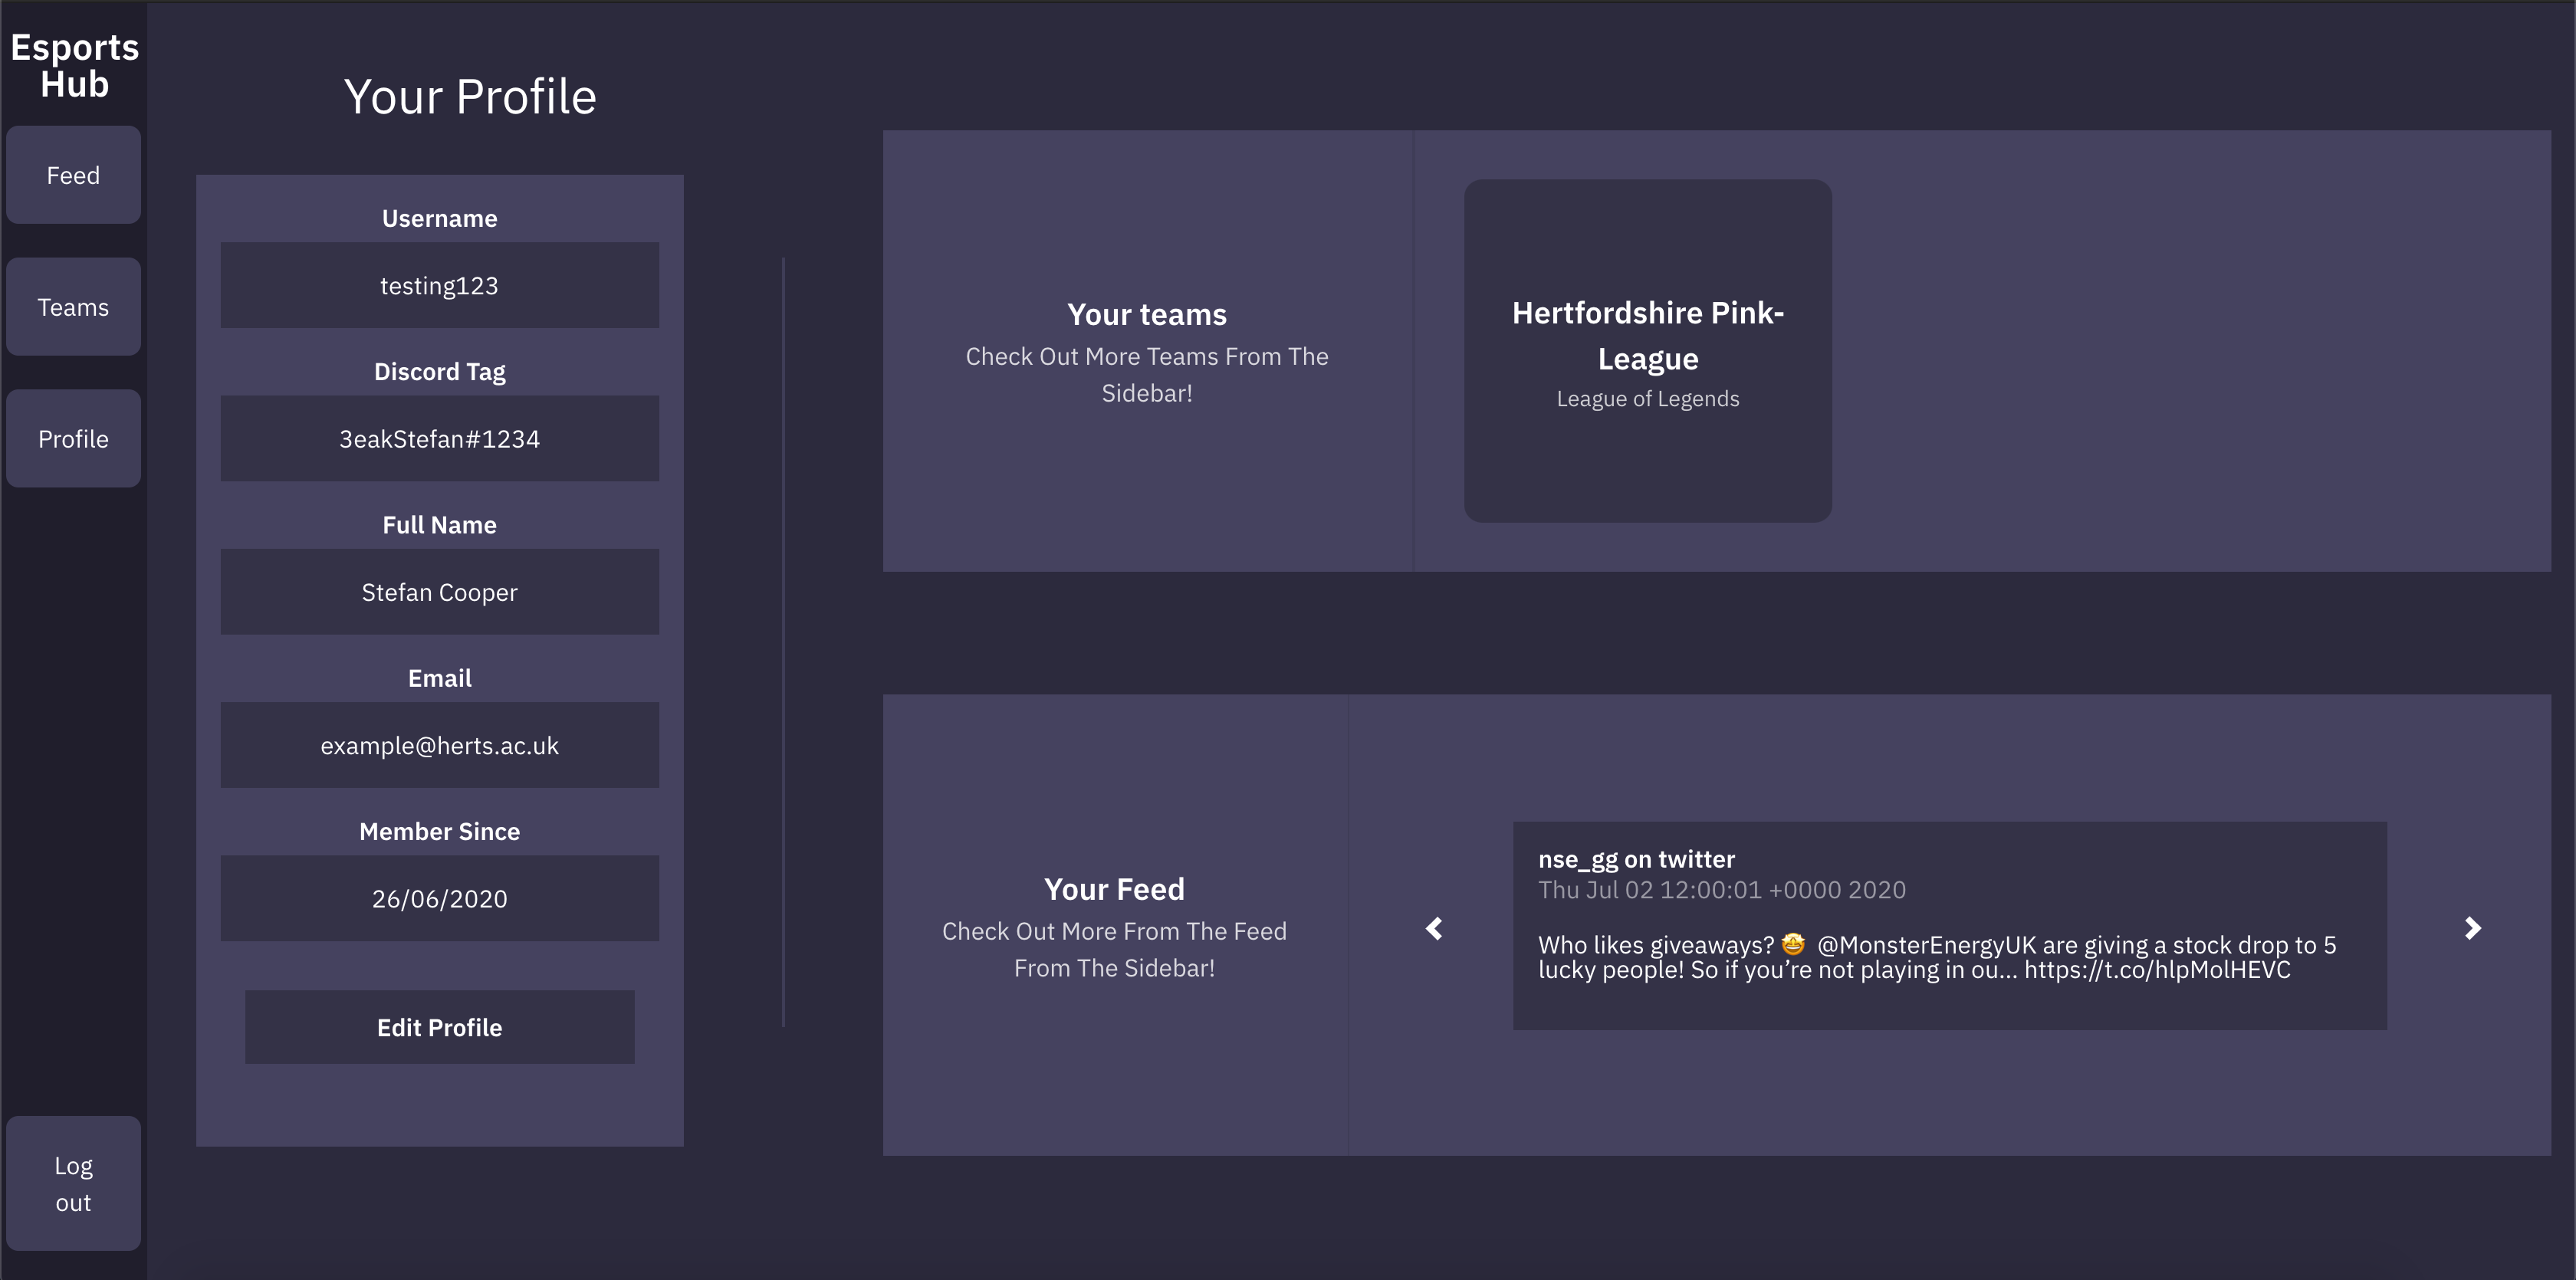 Esports
Hub
Feed
Teams
Profile
Log
out
Your Profile
Username
testing123
Discord Tag
3eakStefan#1234
Full Name
Stefan Cooper
Email
example@herts.ac.uk
Member Since
26/06/2020
Edit Profile
Your teams
Check Out More Teams From The
Sidebar!
Hertfordshire Pink-
League
League of Legends
Your Feed
Check Out More From The Feed
From The Sidebar!
nse_gg on twitter
Thu Jul 02 12:00:01 +0000 2020
Who likes giveaways? 🤩 @MonsterEnergyUK are giving a stock drop to 5
lucky people! So if you’re not playing in ou… https://t.co/hlpMolHEVC